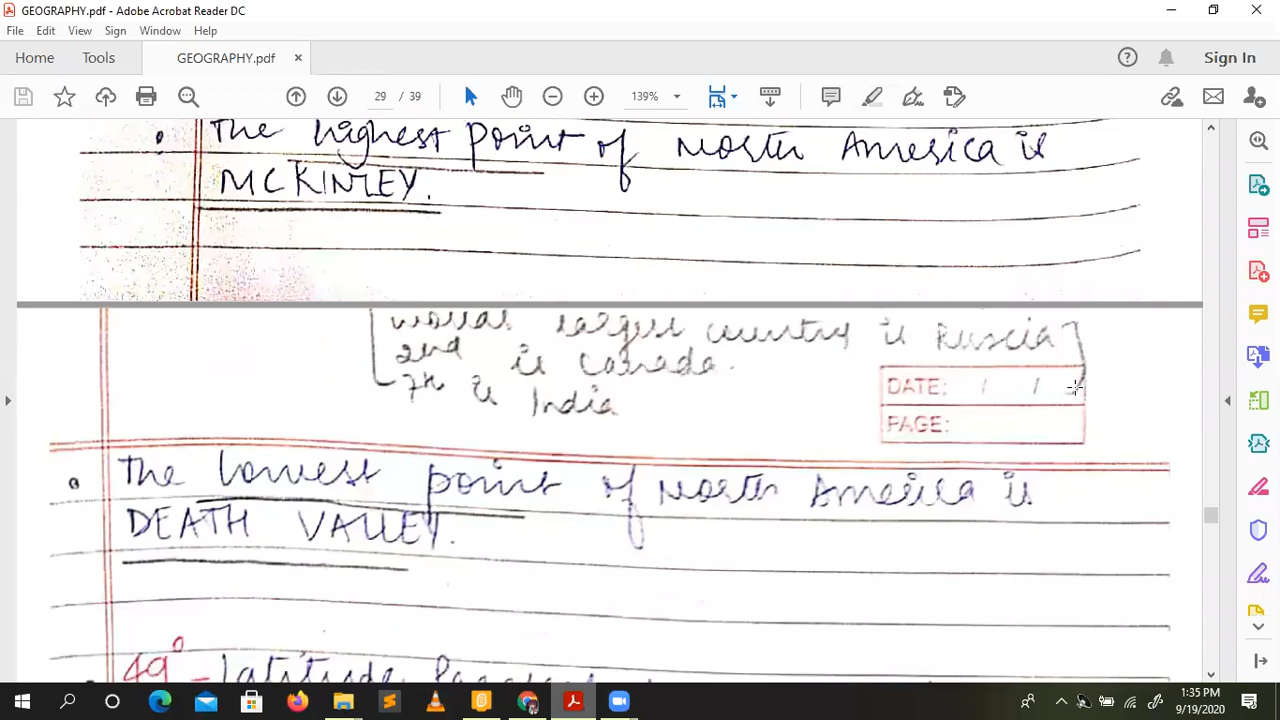 GEOGRAPHY.pdf - Adobe Acrobat Reader DC
File Edit View Sign Window Help
Home Tools GEOGRAPHY.pdf × Sign In
29 / 39 139%
The highest point of North America is
MCKINLEY.
world largest country is Russia
2nd is Canada.
7th is India
DATE: / /
PAGE:
The lowest point of North America is
DEATH VALLEY.
49° - latitude
1:35 PM
9/19/2020